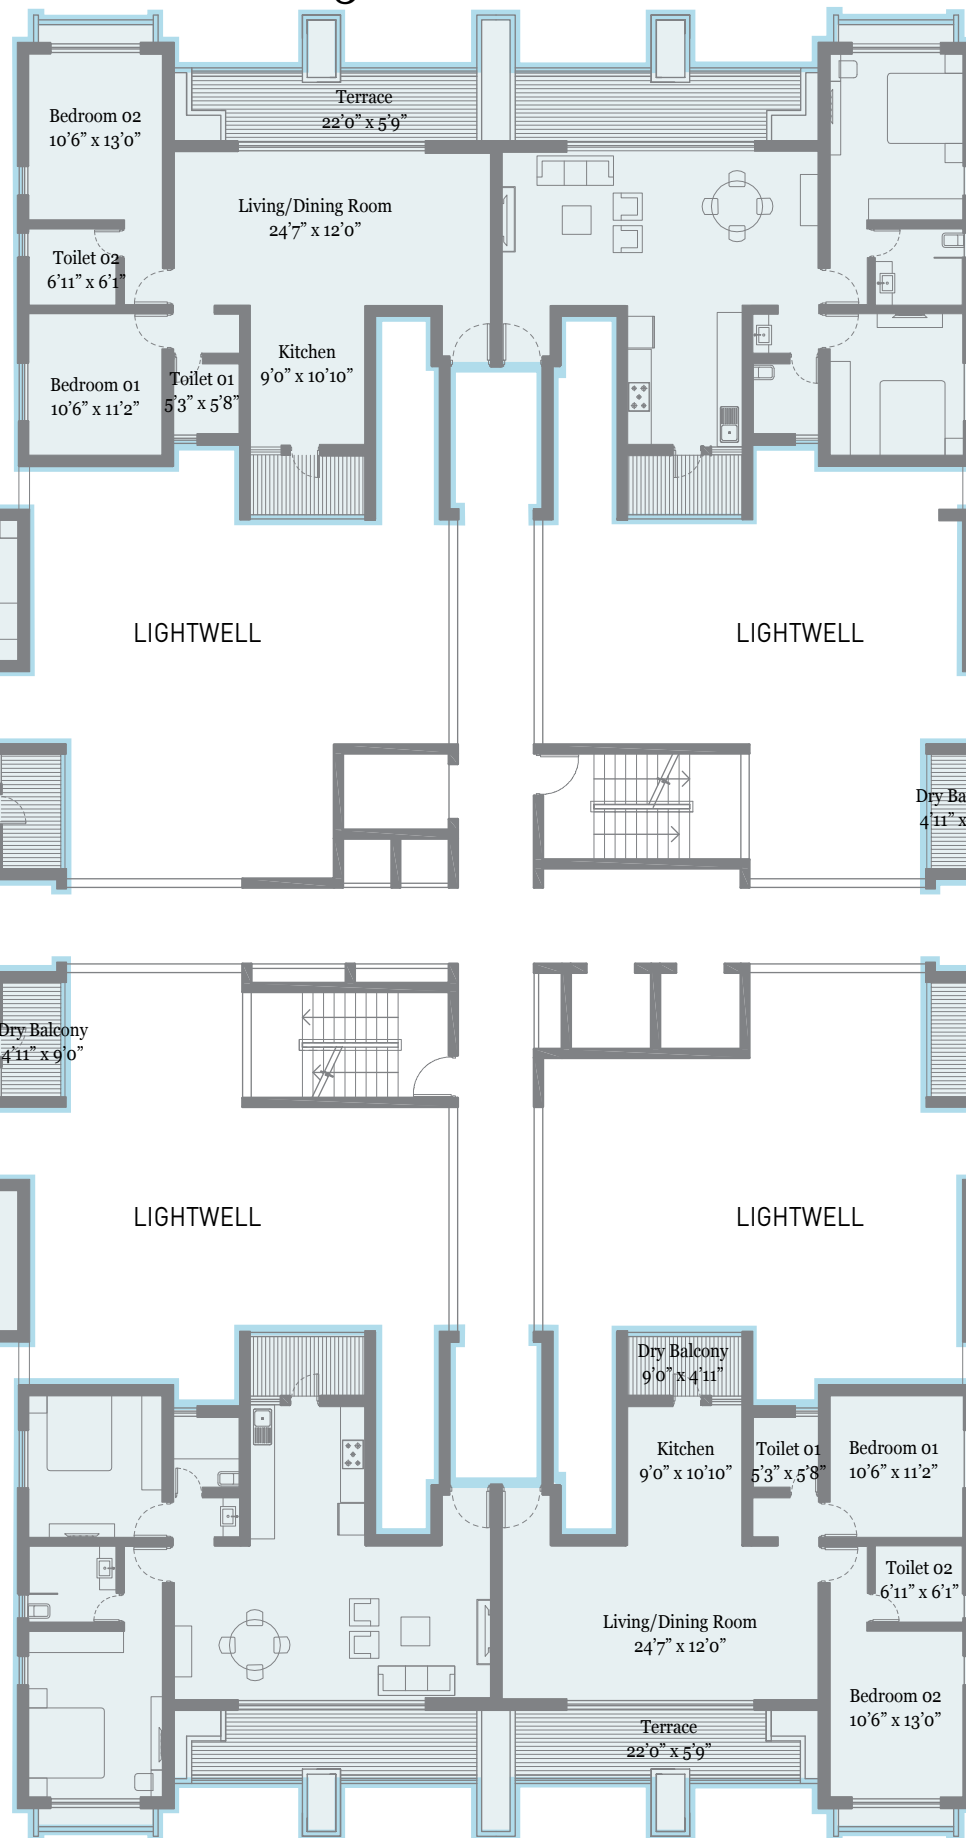 Terrace
22'0" x 5'9"
Bedroom 02
10'6" x 13'0"
Living/Dining Room
24'7" x 12'0"
Toilet 02
6'11" x 6'1"
Kitchen
9'0" x 10'10"
Bedroom 01
10'6" x 11'2"
Toilet 01
5'3" x 5'8"
LIGHTWELL
LIGHTWELL
Dry Ba
4'11" x
Dry Balcony
4'11" x 9'0"
LIGHTWELL
LIGHTWELL
Dry Balcony
9'0" x 4'11"
Kitchen
9'0" x 10'10"
Toilet 01
5'3" x 5'8"
Bedroom 01
10'6" x 11'2"
Toilet 02
6'11" x 6'1"
Living/Dining Room
24'7" x 12'0"
Bedroom 02
10'6" x 13'0"
Terrace
22'0" x 5'9"